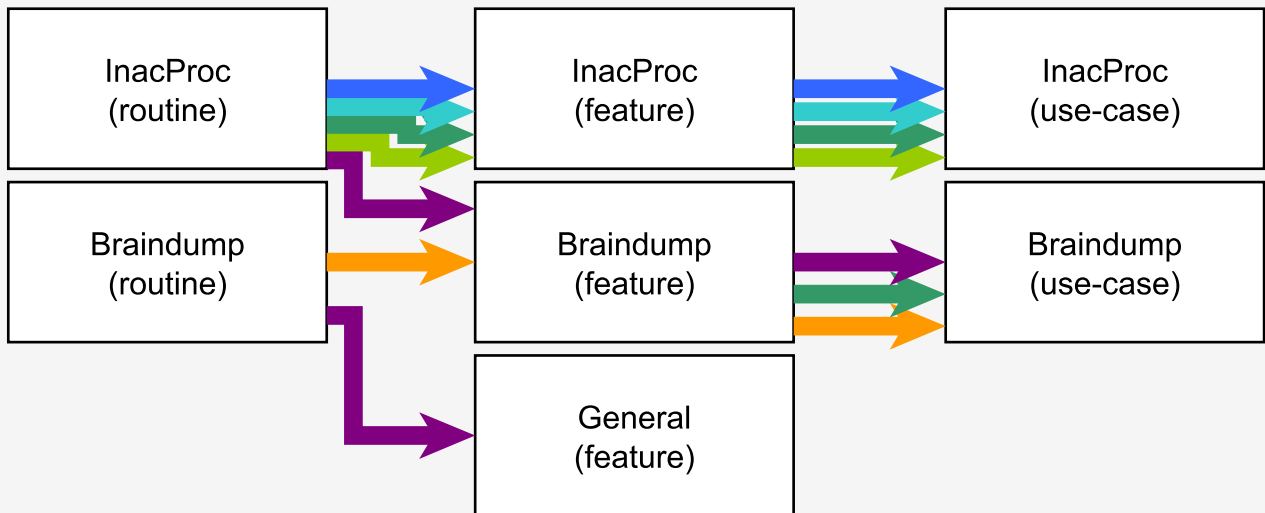 InacProc
(routine)
InacProc
(feature)
InacProc
(use-case)
Braindump
(routine)
Braindump
(feature)
Braindump
(use-case)
General
(feature)